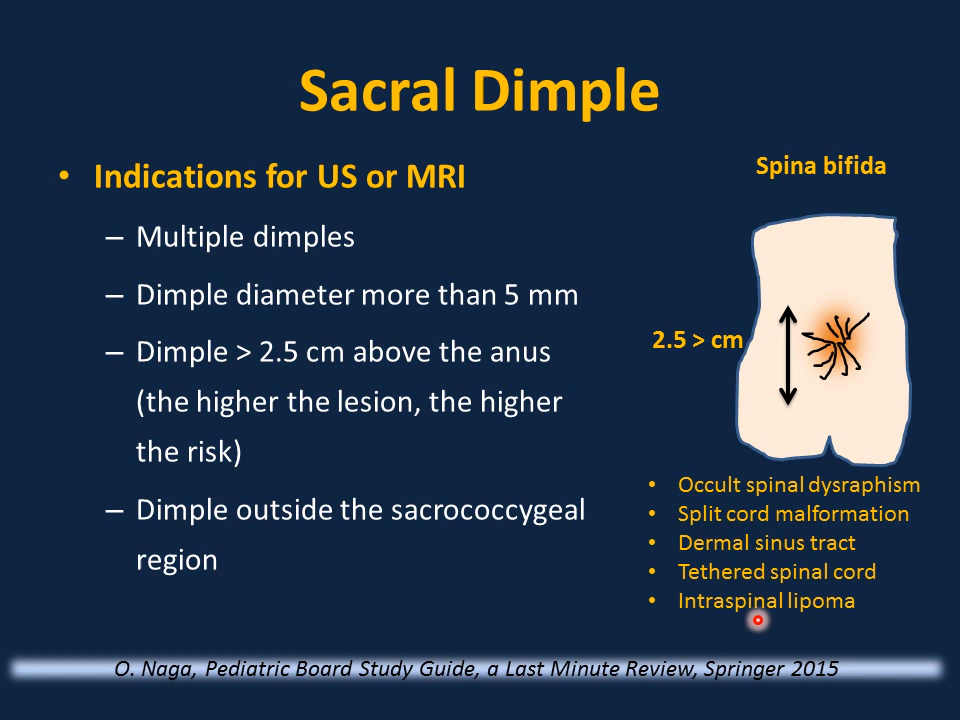 Sacral Dimple
• Indications for US or MRI
– Multiple dimples
– Dimple diameter more than 5 mm
– Dimple > 2.5 cm above the anus
(the higher the lesion, the higher
the risk)
– Dimple outside the sacrococcygeal
region
Spina bifida
2.5 > cm
• Occult spinal dysraphism
• Split cord malformation
• Dermal sinus tract
• Tethered spinal cord
• Intraspinal lipoma
O. Naga, Pediatric Board Study Guide, a Last Minute Review, Springer 2015